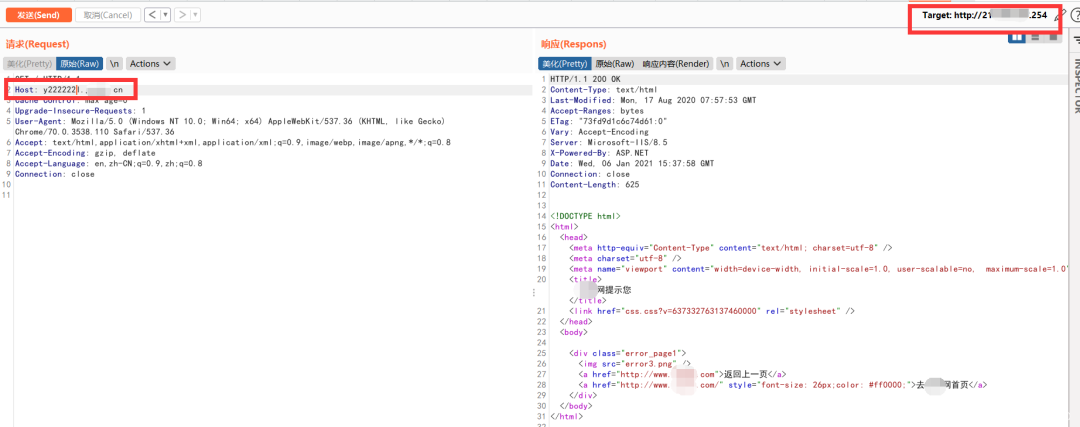 发送(Send) 取消(Cancel) < ▾ > ▾ Target: http://21 .254
请求(Request)
美化(Pretty) 原始(Raw) \n Actions
2 Host: y222222 . cn
Cache-Control: max-age=0
4 Upgrade-Insecure-Requests: 1
5 User-Agent: Mozilla/5.0 (Windows NT 10.0; Win64; x64) AppleWebKit/537.36 (KHTML, like Gecko)
Chrome/70.0.3538.110 Safari/537.36
6 Accept: text/html,application/xhtml+xml,application/xml;q=0.9,image/webp,image/apng,*/*;q=0.8
7 Accept-Encoding: gzip, deflate
8 Accept-Language: en,zh-CN;q=0.9,zh;q=0.8
9 Connection: close
10
11
响应(Respons)
美化(Pretty) 原始(Raw) 响应内容(Render) \n Actions
INSPECTOR
1 HTTP/1.1 200 OK
2 Content-Type: text/html
3 Last-Modified: Mon, 17 Aug 2020 07:57:53 GMT
4 Accept-Ranges: bytes
5 ETag: "73fd9d1c6c74d61:0"
6 Vary: Accept-Encoding
7 Server: Microsoft-IIS/8.5
8 X-Powered-By: ASP.NET
9 Date: Wed, 06 Jan 2021 15:37:58 GMT
10 Connection: close
11 Content-Length: 625
12
13
14 <!DOCTYPE html>
15 <html>
16 <head>
17 <meta http-equiv="Content-Type" content="text/html; charset=utf-8" />
18 <meta charset="utf-8" />
19 <meta name="viewport" content="width=device-width, initial-scale=1.0, user-scalable=no, maximum-scale=1.0"
20 <title>
网提示您
</title>
21 <link href="css.css?v=637332763137460000" rel="stylesheet" />
22 </head>
23 <body>
24
25 <div class="error_page1">
26 <img src="error3.png" />
27 <a href="http://www. .com">返回上一页</a>
28 <a href="http://www. .com/" style="font-size: 26px;color: #ff0000;">去 网首页</a>
29 </div>
30 </body>
31 </html>
32